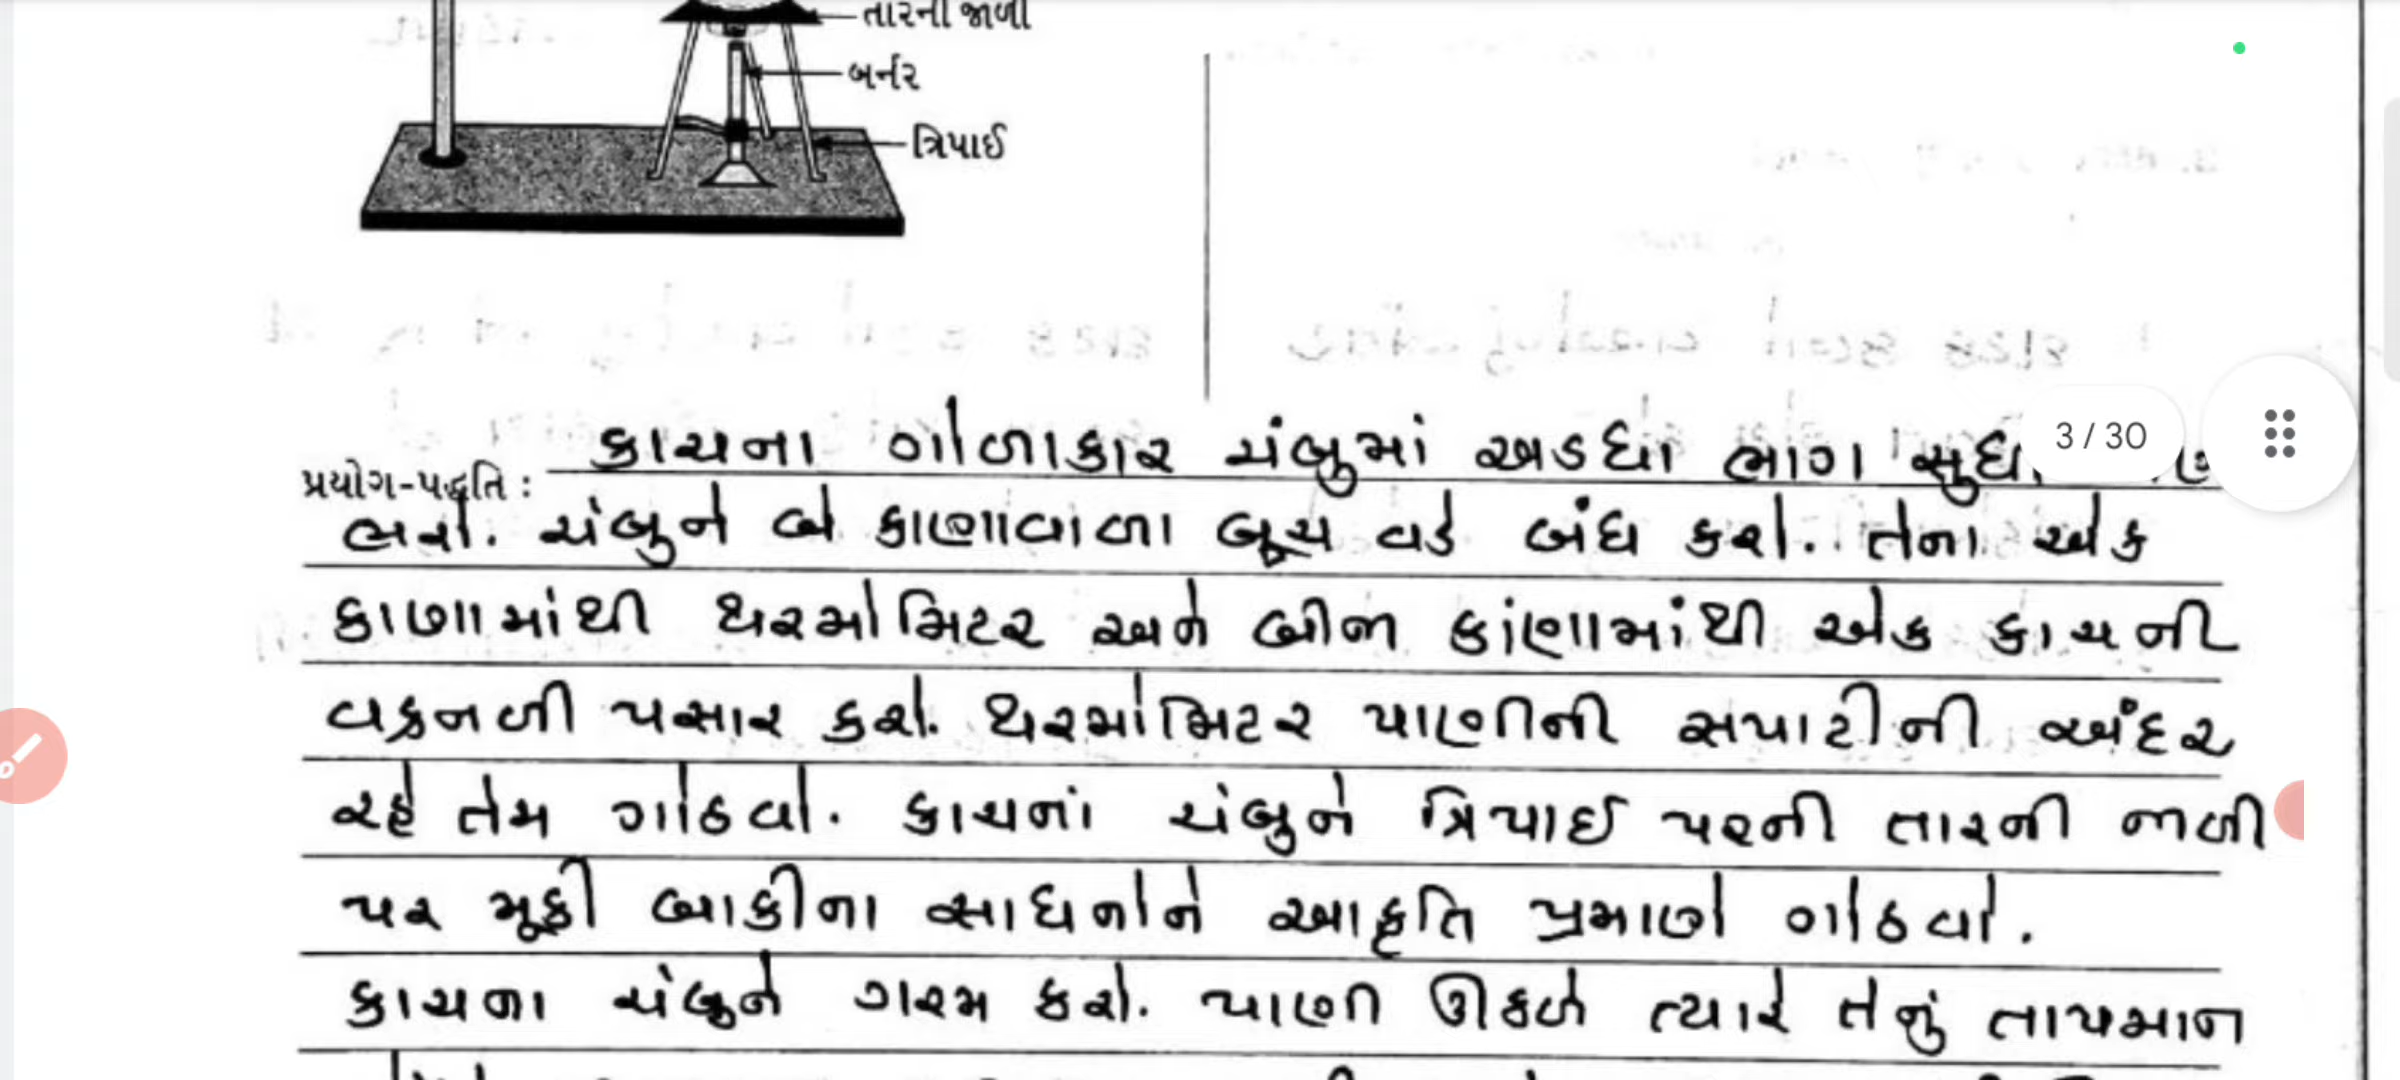 તારની જાળી
બર્નર
ત્રિપાઈ
3 / 30
કાચના ગોળાકાર ચંબુમાં અડધા ભાગ
પ્રયોગ-પદ્ધતિ :
ભરો. ચંબુને બે કાણાવાળા બૂચ વડે બંધ કરો. તેના એક
કાણામાંથી થરમોમિટર અને બીજા કાંણામાંથી એક કાચની
વક્રનળી પસાર કરો. થરમોમિટર પાણીની સપાટીની અંદર
રહે તેમ ગોઠવો. કાચનાં ચંબુને ત્રિપાઈ પરની તારની જાળી
પર મૂકી બાકીના સાધનોને આકૃતિ પ્રમાણે ગોઠવો.
કાચના ચંબુને ગરમ કરો. પાણી ઊકળે ત્યારે તેનું તાપમાન